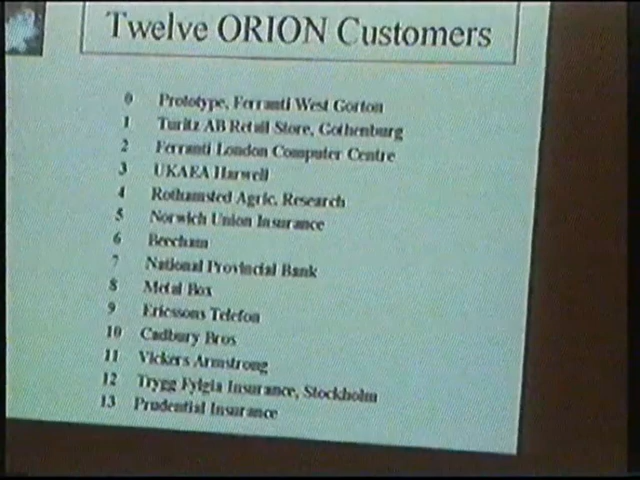 Twelve ORION Customers
0 Prototype, Ferranti West Gorton
1 Turitz AB Retail Store, Gothenburg
2 Ferranti London Computer Centre
3 UKAEA Harwell
4 Rothamsted Agric. Research
5 Norwich Union Insurance
6 Beecham
7 National Provincial Bank
8 Metal Box
9 Ericssons Telefon
10 Cadbury Bros
11 Vickers Armstrong
12 Trygg Fylgia Insurance, Stockholm
13 Prudential Insurance